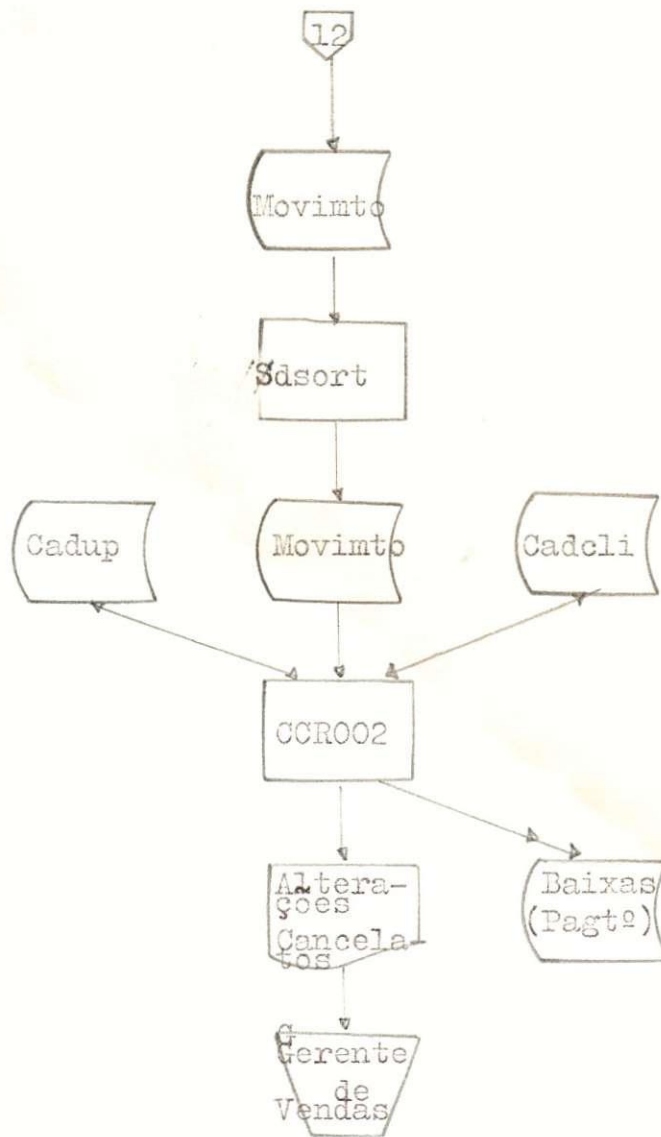 12
Movimto
Sdsort
Cadup
Movimto
Cadcli
CCR002
Altera-
ções
Cancela-
tos
Baixas
(Pagtº)
G
Gerente
de
Vendas